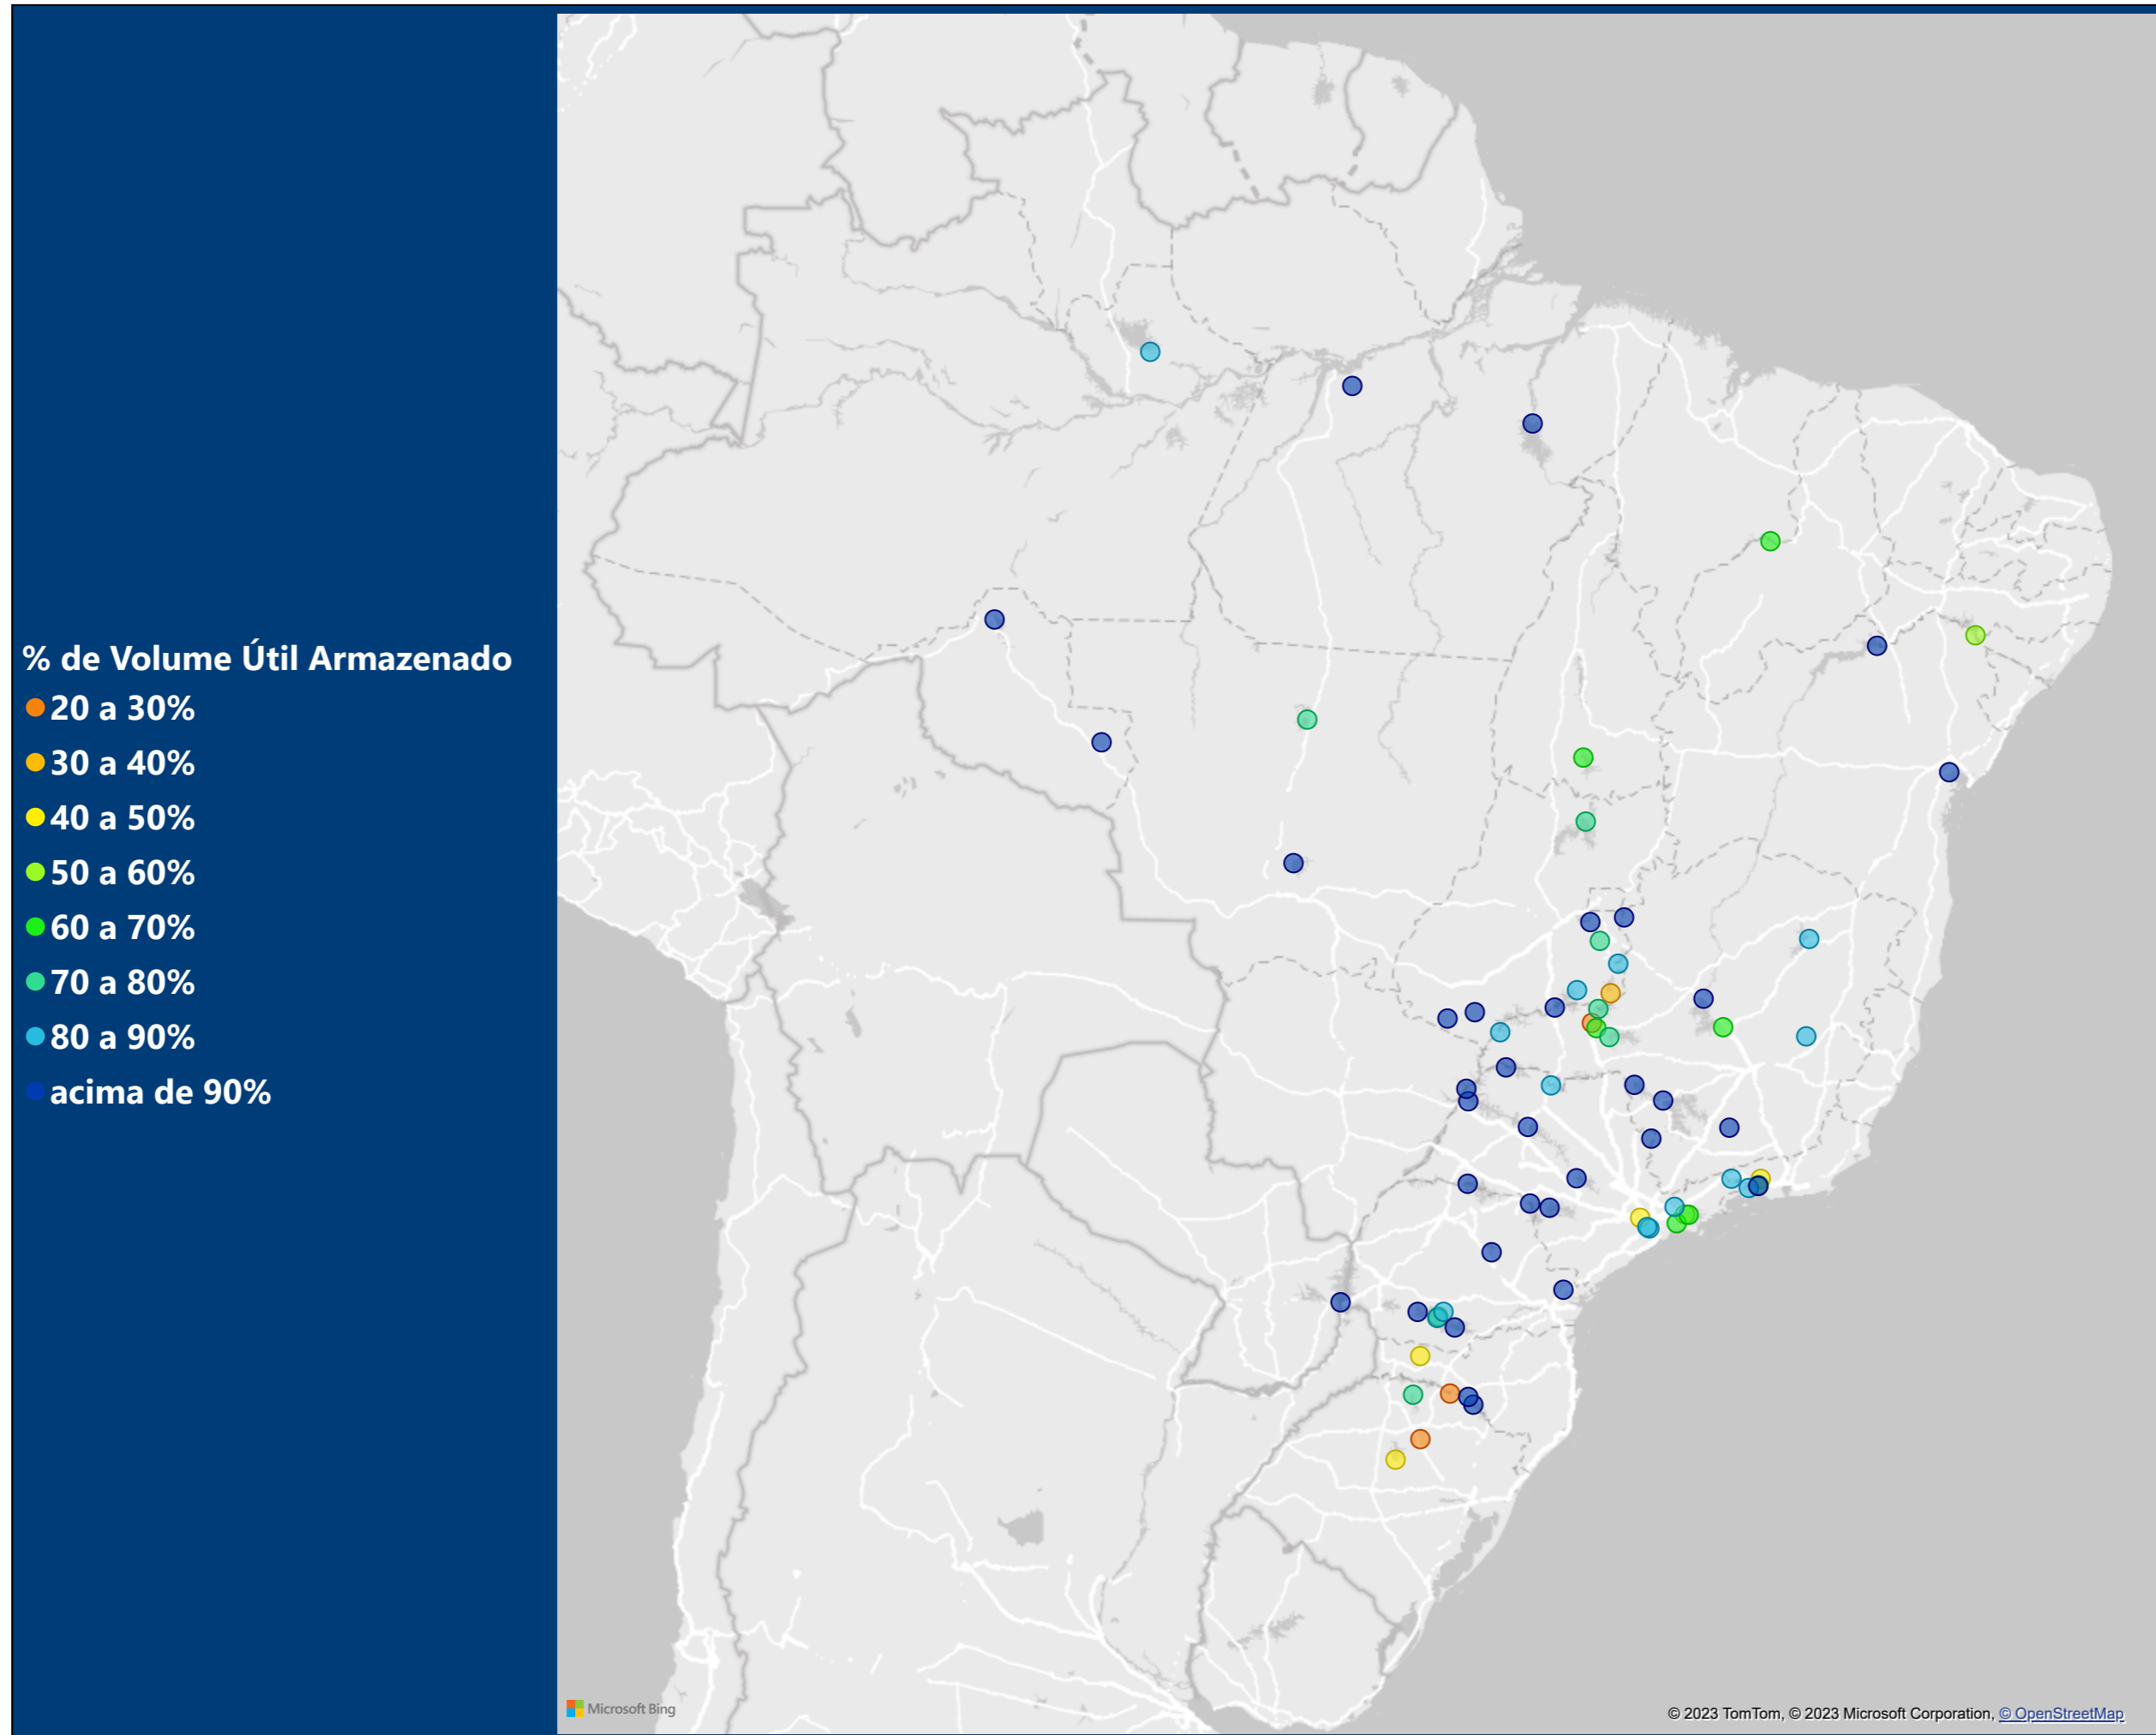 % de Volume Útil Armazenado
20 a 30%
30 a 40%
40 a 50%
50 a 60%
60 a 70%
70 a 80%
80 a 90%
acima de 90%
Microsoft Bing
© 2023 TomTom, © 2023 Microsoft Corporation, © OpenStreetMap